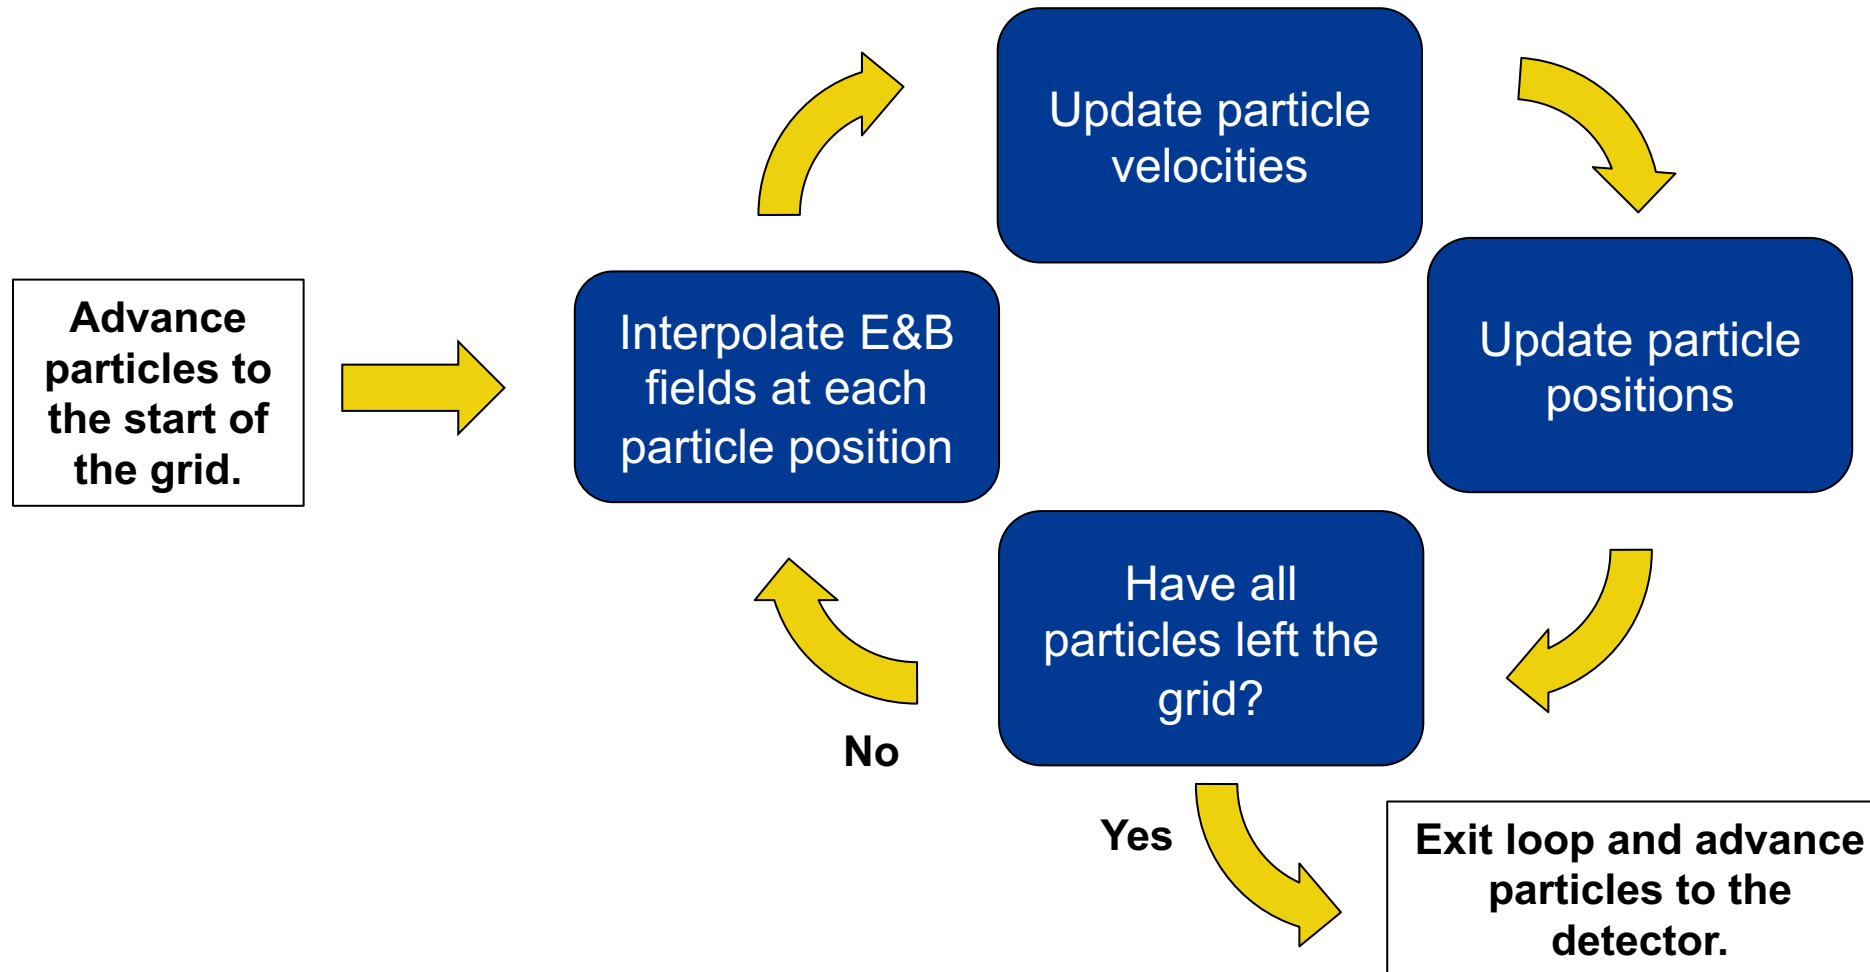 Advance
particles to
the start of
the grid.
Interpolate E&B
fields at each
particle position
Update particle
velocities
Update particle
positions
Have all
particles left the
grid?
No
Yes
Exit loop and advance
particles to the
detector.